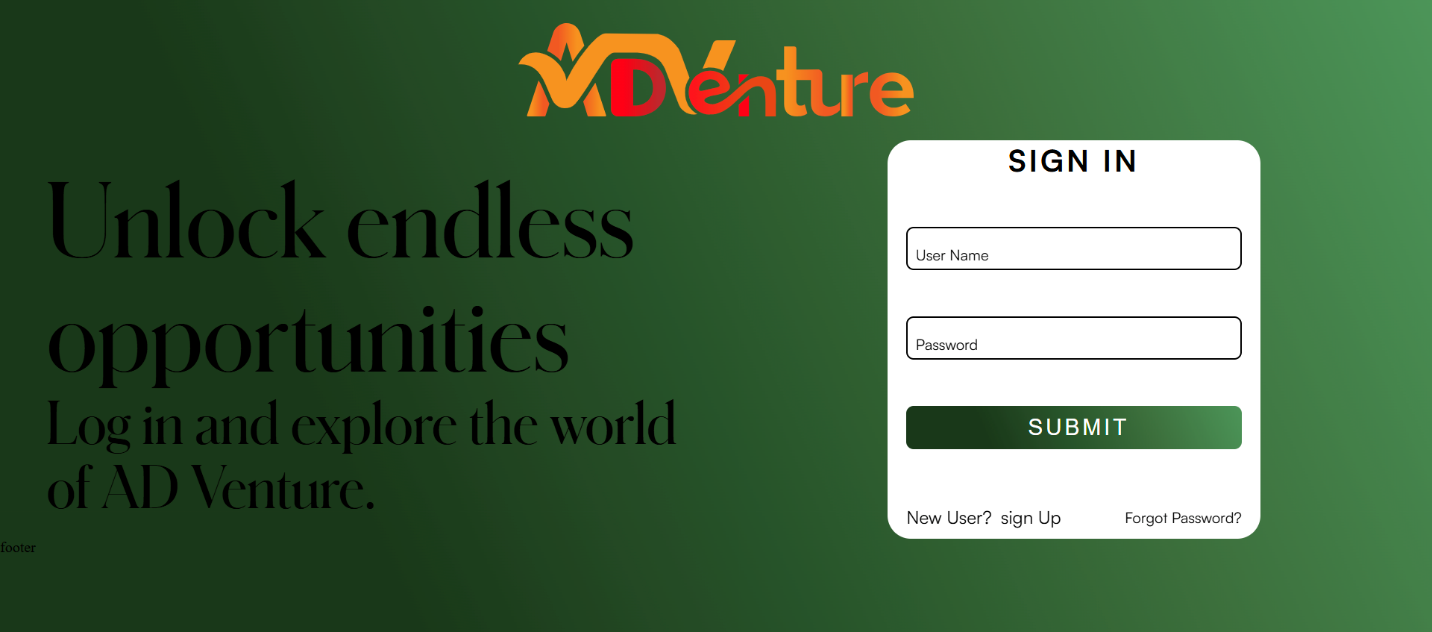 ADVenture
Unlock endless
opportunities
Log in and explore the world
of AD Venture.
SIGN IN
User Name
Password
SUBMIT
New User? sign Up
Forgot Password?
footer